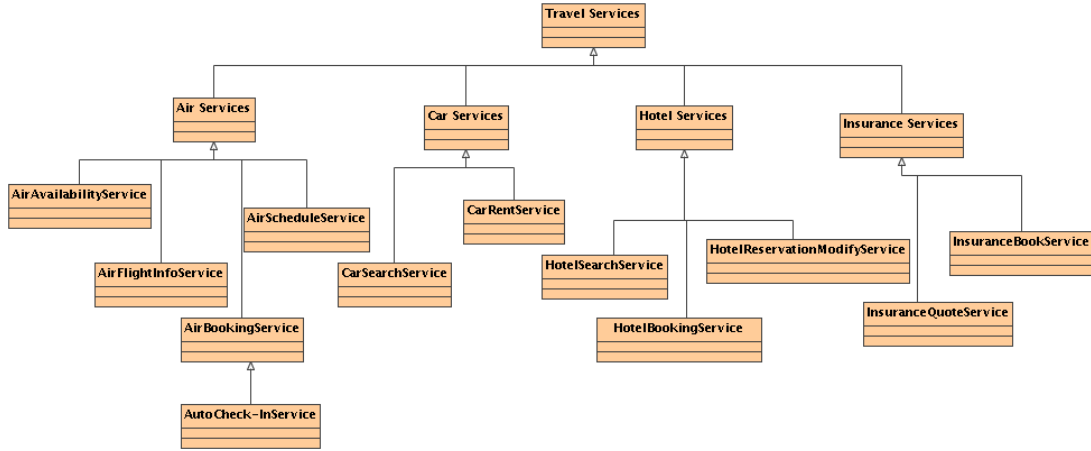 Travel Services
Air Services
Car Services
Hotel Services
Insurance Services
AirAvailabilityService
AirScheduleService
CarRentService
InsuranceBookService
AirFlightInfoService
CarSearchService
HotelSearchService
HotelReservationModifyService
AirBookingService
HotelBookingService
InsuranceQuoteService
AutoCheck-InService